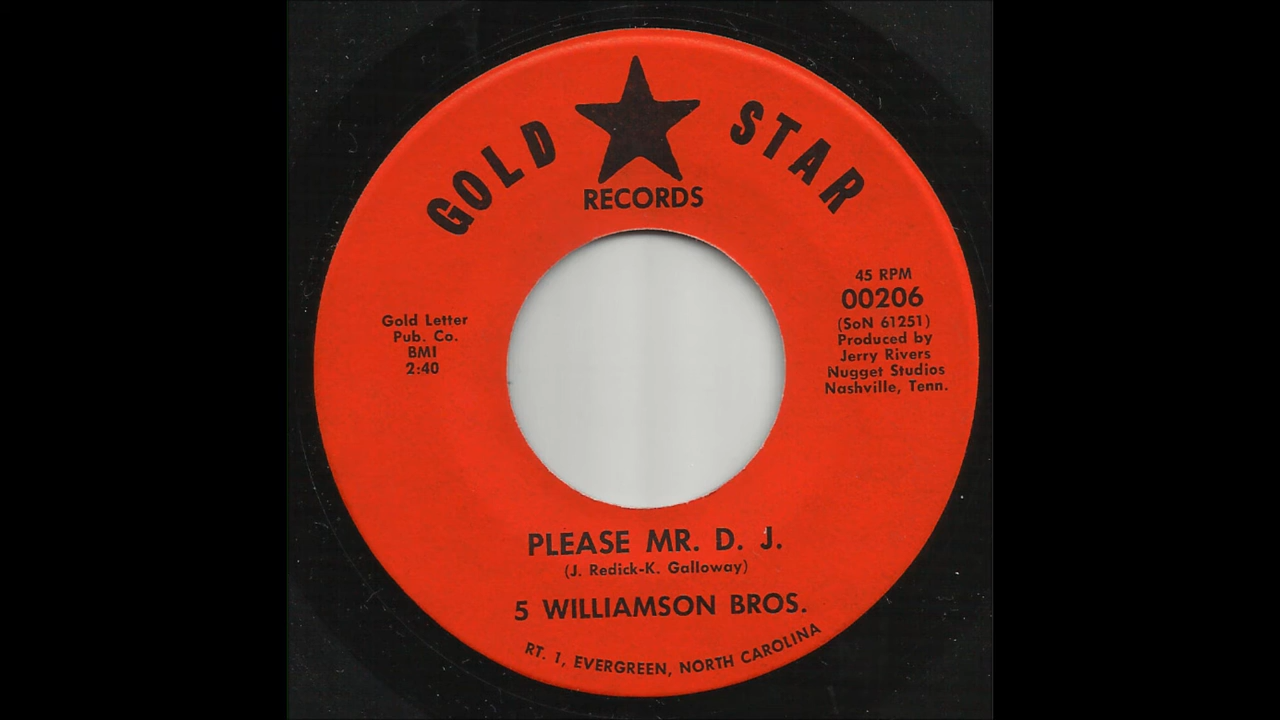 GOLD STAR
RECORDS
45 RPM
00206
(SoN 61251)
Produced by
Jerry Rivers
Nugget Studios
Nashville, Tenn.
Gold Letter
Pub. Co.
BMI
2:40
PLEASE MR. D. J.
(J. Redick-K. Galloway)
5 WILLIAMSON BROS.
RT. 1, EVERGREEN, NORTH CAROLINA